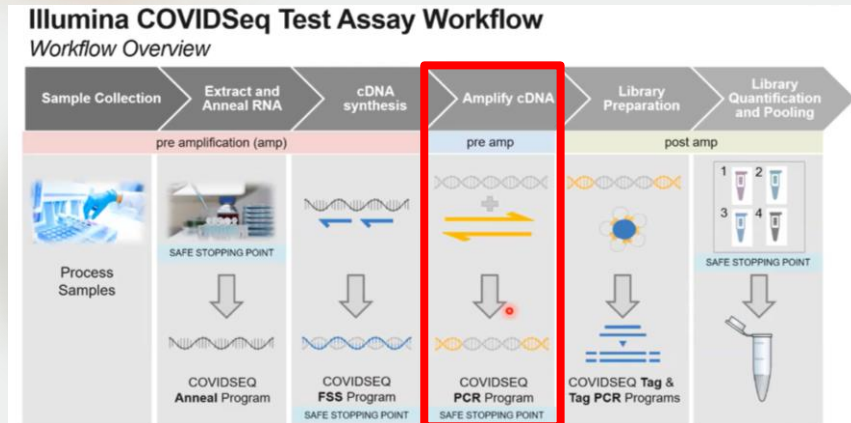 Illumina COVIDSeq Test Assay Workflow
Workflow Overview
Sample Collection
Extract and
Anneal RNA
cDNA
synthesis
Amplify cDNA
Library
Preparation
Library
Quantification
and Pooling
pre amplification (amp)
pre amp
post amp
Process
Samples
SAFE STOPPING POINT
COVIDSEQ
Anneal Program
COVIDSEQ
FSS Program
SAFE STOPPING POINT
COVIDSEQ
PCR Program
SAFE STOPPING POINT
COVIDSEQ Tag &
Tag PCR Programs
1 2
3 4
SAFE STOPPING POINT